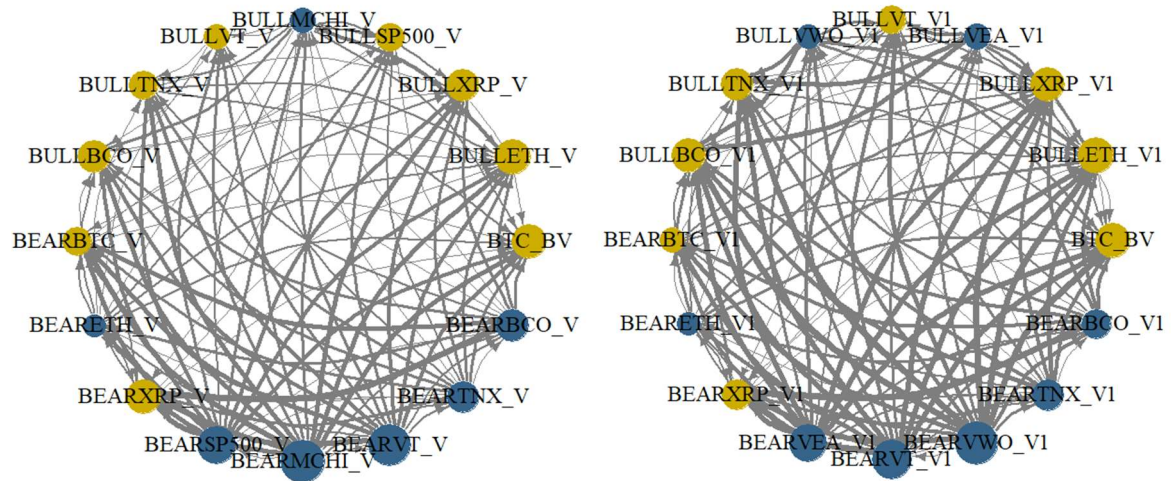 BULLMCHI_V
BULLVT_V
BULLSP500_V
BULLTNX_V
BULLXRP_V
BULLBCO_V
BULLETH_V
BEARBTC_V
BTC_BV
BEARETH_V
BEARBCO_V
BEARXRP_V
BEARTNX_V
BEARSP500_V
BEARVT_V
BEARMCHI_V
BULLVT_V1
BULLVWO_V1
BULLVEA_V1
BULLTNX_V1
BULLXRP_V1
BULLBCO_V1
BULLETH_V1
BEARBTC_V1
BTC_BV
BEARETH_V1
BEARBCO_V1
BEARXRP_V1
BEARTNX_V1
BEARVEA_V1
BEARVWO_V1
BEARVT_V1